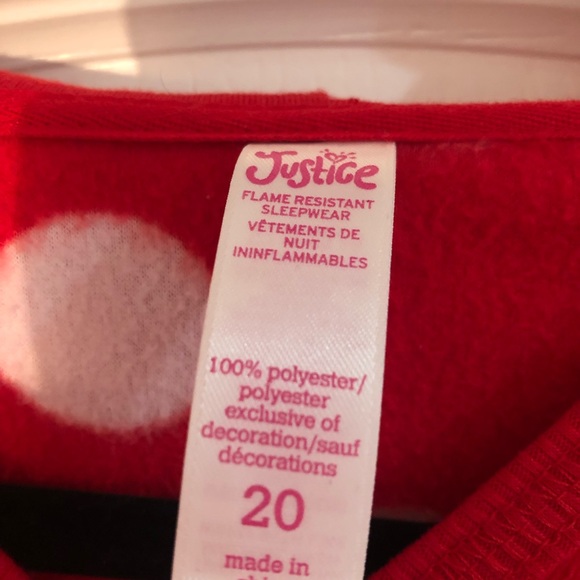 Justice
FLAME RESISTANT
SLEEPWEAR
VÊTEMENTS DE
NUIT
ININFLAMMABLES
100% polyester/
polyester
exclusive of
decoration/sauf
décorations
20
made in